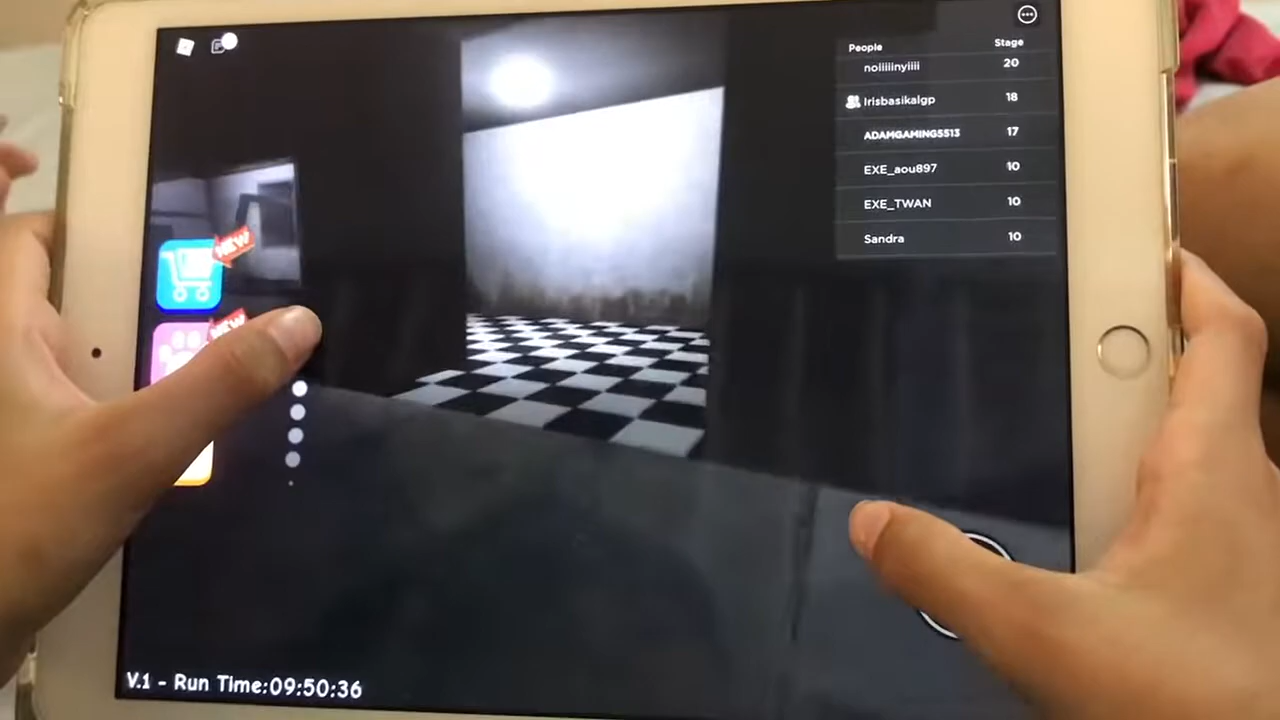 People Stage
noiiiiinyiiii 20
Irisbasikalgp 18
ADAMGAMING5513 17
EXE_aou897 10
EXE_TWAN 10
Sandra 10
NEW
NEW
V.1 - Run Time:09:50:36